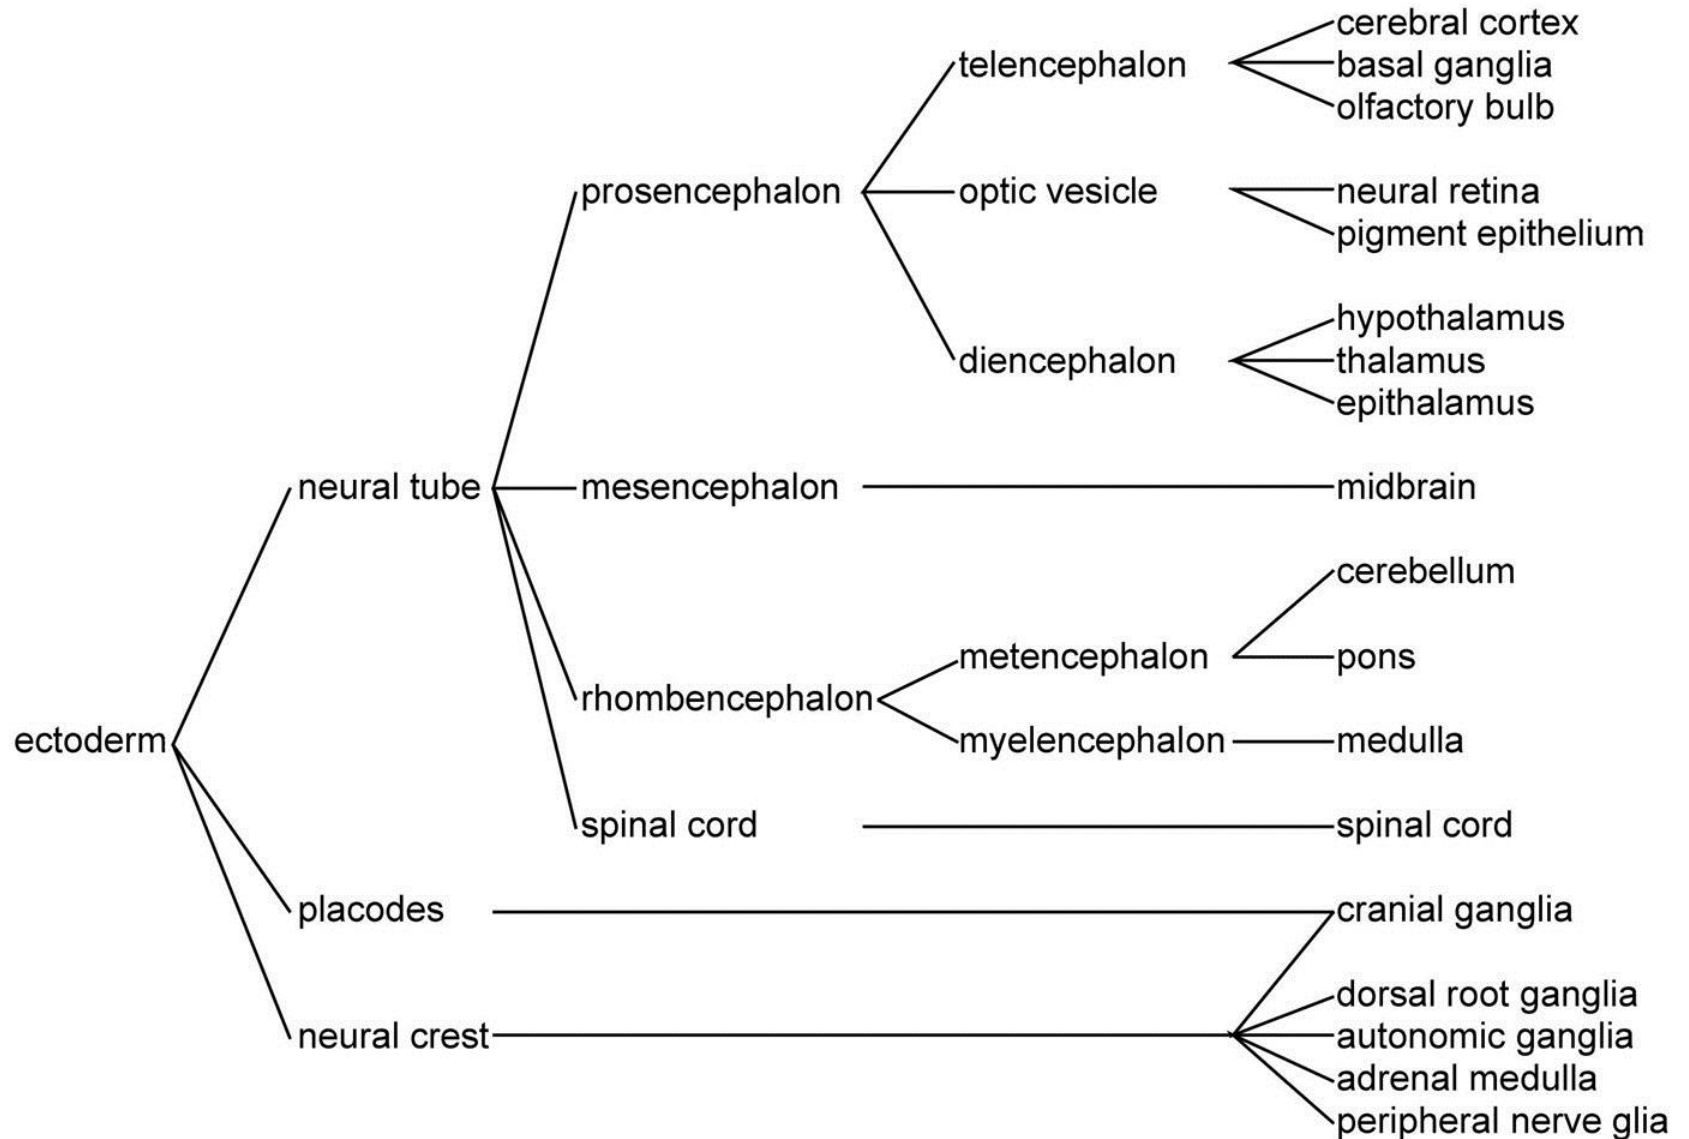 cerebral cortex
telencephalon
basal ganglia
olfactory bulb
prosencephalon
optic vesicle
neural retina
pigment epithelium
hypothalamus
diencephalon
thalamus
epithalamus
neural tube
mesencephalon
midbrain
cerebellum
metencephalon
pons
rhombencephalon
ectoderm
myelencephalon
medulla
spinal cord
spinal cord
placodes
cranial ganglia
dorsal root ganglia
neural crest
autonomic ganglia
adrenal medulla
peripheral nerve glia